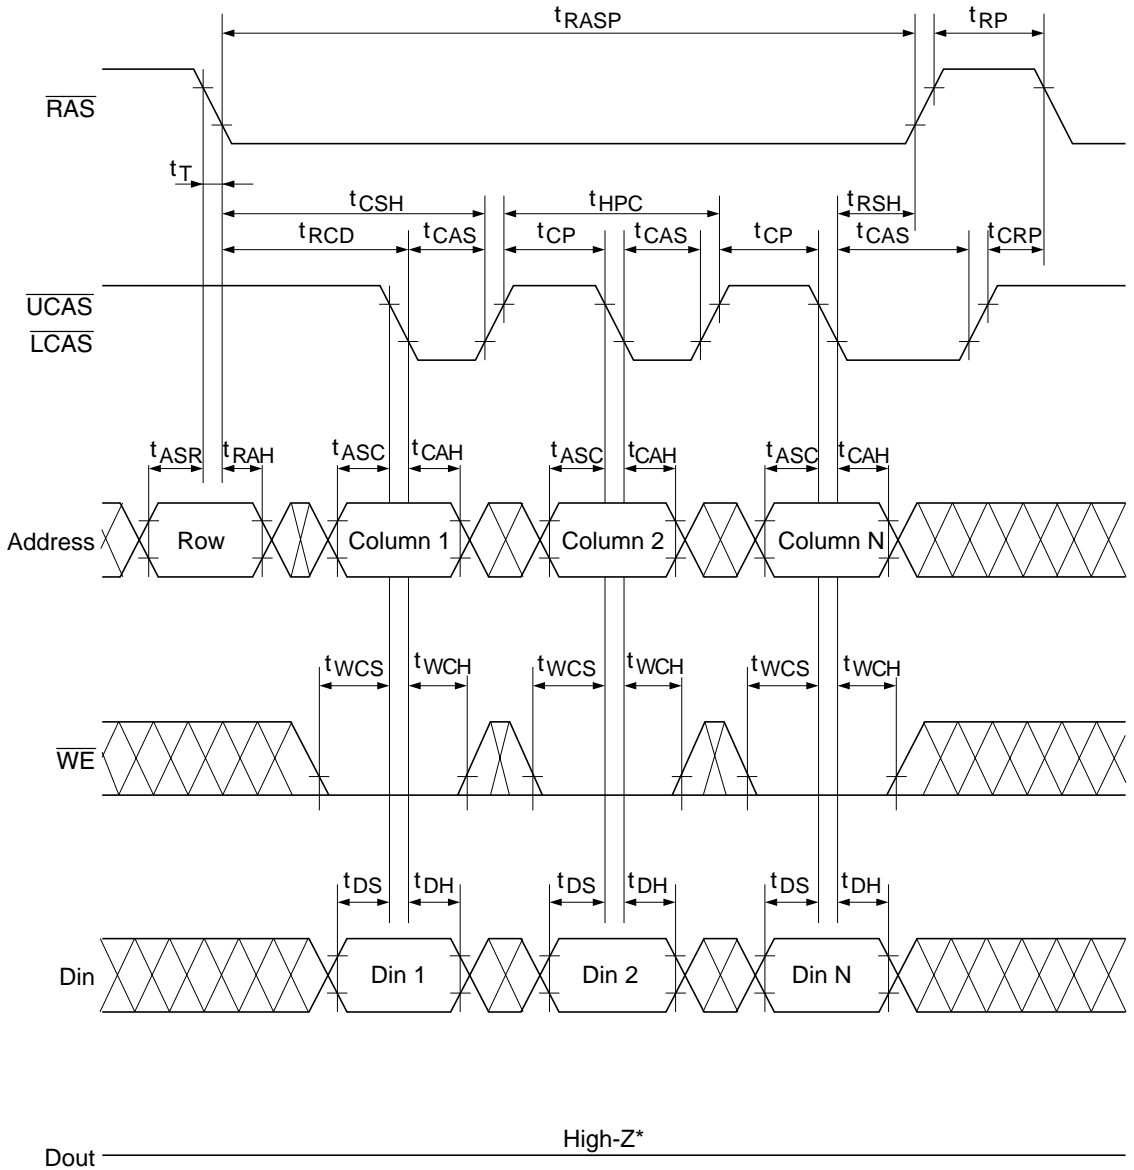 tRASP tRP
RAS
tT
tCSH tHPC tRSH
tRCD tCAS tCP tCAS tCP tCAS tCRP
UCAS
LCAS
tASR tRAH tASC tCAH tASC tCAH tASC tCAH
Address Row Column 1 Column 2 Column N
tWCS tWCH tWCS tWCH tWCS tWCH
WE
tDS tDH tDS tDH tDS tDH
Din Din 1 Din 2 Din N
High-Z*
Dout